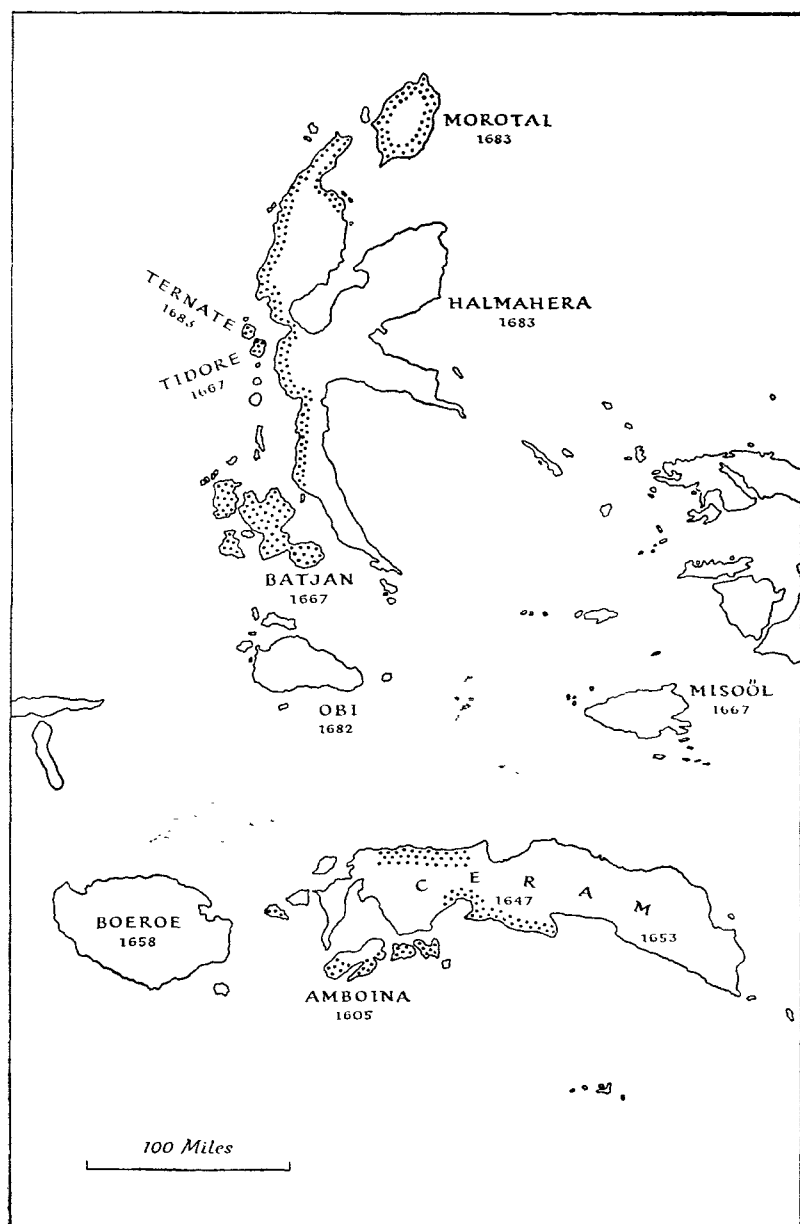 MOROTAI
1683
TERNATE
1683
HALMAHERA
1683
TIDORE
1667
BATJAN
1667
OBI
1682
MISOÖL
1667
CERAM
1647
1653
BOEROE
1658
AMBOINA
1605
100 Miles